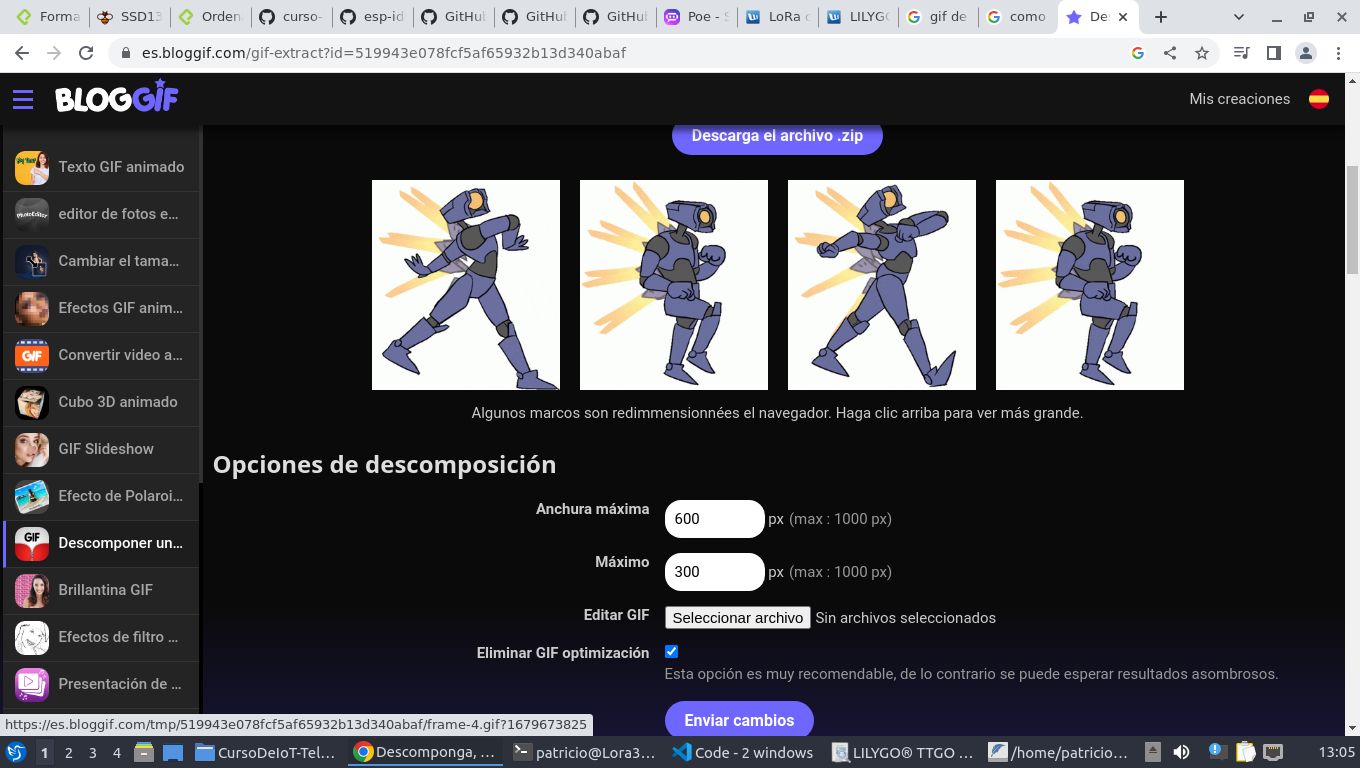 Forma
SSD13
Orden
curso-
esp-id
GitHub
GitHub
GitHub
Poe - S
LoRa c
LILYGO
gif de
como
De
es.bloggif.com/gif-extract?id=519943e078fcf5af65932b13d340abaf
BLOGGIF
Mis creaciones
Descarga el archivo .zip
Texto GIF animado
editor de fotos e...
Cambiar el tama...
Efectos GIF anim...
Convertir video a...
Cubo 3D animado
GIF Slideshow
Efecto de Polaroi...
Descomponer un...
Brillantina GIF
Efectos de filtro ...
Presentación de ...
PhotoEditor
GIF
GIF
Algunos marcos son redimmensionnées el navegador. Haga clic arriba para ver más grande.
Opciones de descomposición
Anchura máxima
600 px (max : 1000 px)
Máximo
300 px (max : 1000 px)
Editar GIF
Seleccionar archivo Sin archivos seleccionados
Eliminar GIF optimización
Esta opción es muy recomendable, de lo contrario se puede esperar resultados asombrosos.
Enviar cambios
https://es.bloggif.com/tmp/519943e078fcf5af65932b13d340abaf/frame-4.gif?1679673825
1 2 3 4
CursoDeIoT-Tel...
Descomponga, ...
patricio@Lora3...
Code - 2 windows
LILYGO® TTGO ...
/home/patricio...
13:05